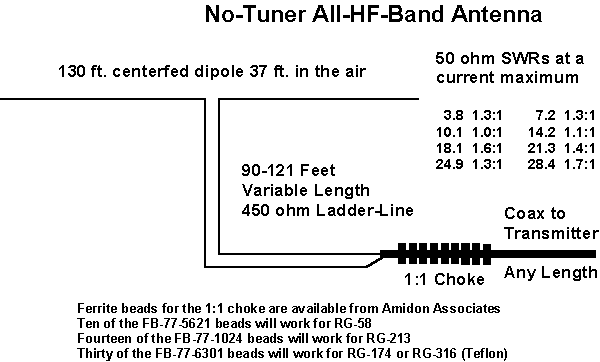 No-Tuner All-HF-Band Antenna
130 ft. centerfed dipole 37 ft. in the air
50 ohm SWRs at a
current maximum
3.8 1.3:1 7.2 1.3:1
10.1 1.0:1 14.2 1.1:1
18.1 1.6:1 21.3 1.4:1
24.9 1.3:1 28.4 1.7:1
90-121 Feet
Variable Length
450 ohm Ladder-Line
Coax to
Transmitter
1:1 Choke
Any Length
Ferrite beads for the 1:1 choke are available from Amidon Associates
Ten of the FB-77-5621 beads will work for RG-58
Fourteen of the FB-77-1024 beads will work for RG-213
Thirty of the FB-77-6301 beads will work for RG-174 or RG-316 (Teflon)